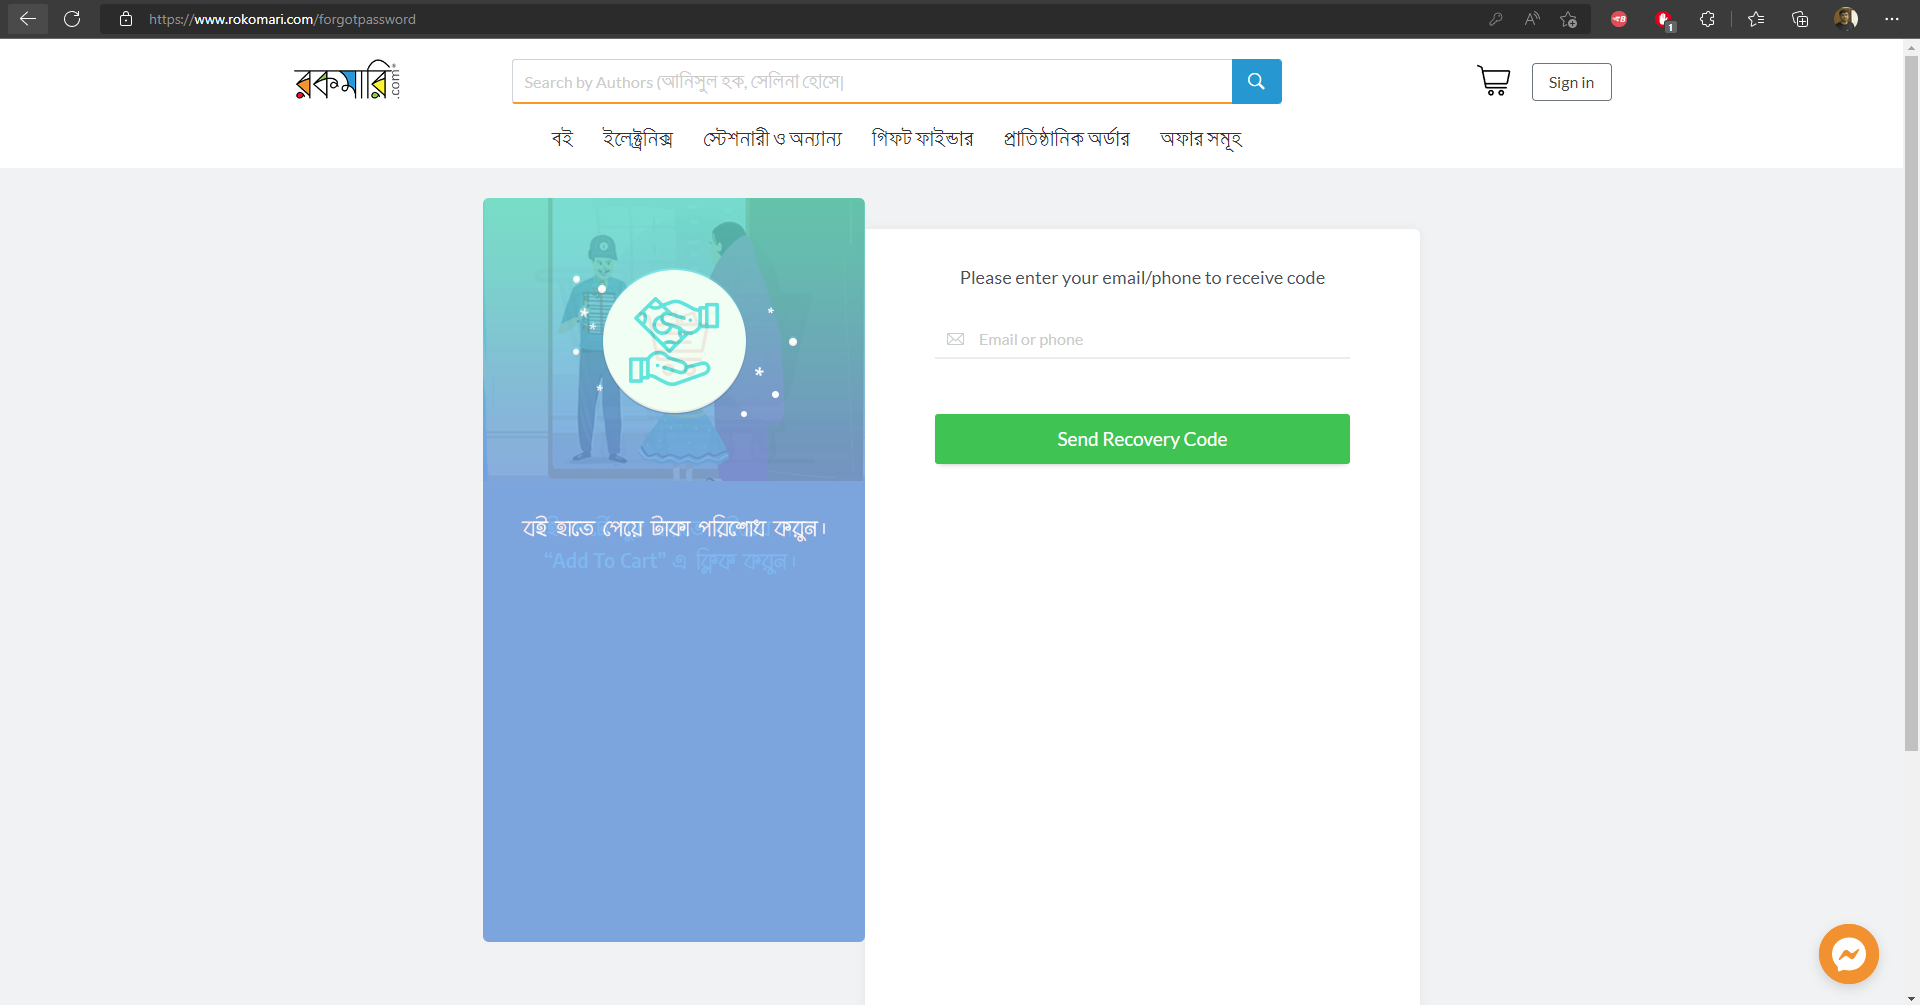 https://www.rokomari.com/forgotpassword
1
রকমারি .com
Search by Authors (আনিসুল হক, সেলিনা হোসে|
Sign in
বই ইলেক্ট্রনিক্স স্টেশনারী ও অন্যান্য গিফট ফাইন্ডার প্রাতিষ্ঠানিক অর্ডার অফার সমূহ
Please enter your email/phone to receive code
Email or phone
Send Recovery Code
বই হাতে পেয়ে টাকা পরিশোধ করুন।
“Add To Cart” এ ক্লিক করুন।